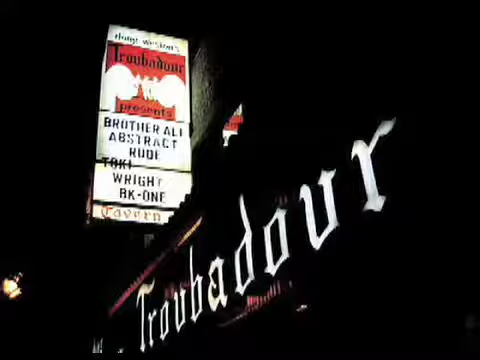 doug weston's
Troubadour
presents
BROTHER ALI
ABSTRACT
RUDE
TOKI
WRIGHT
BK-ONE
Tavern
Troubadour